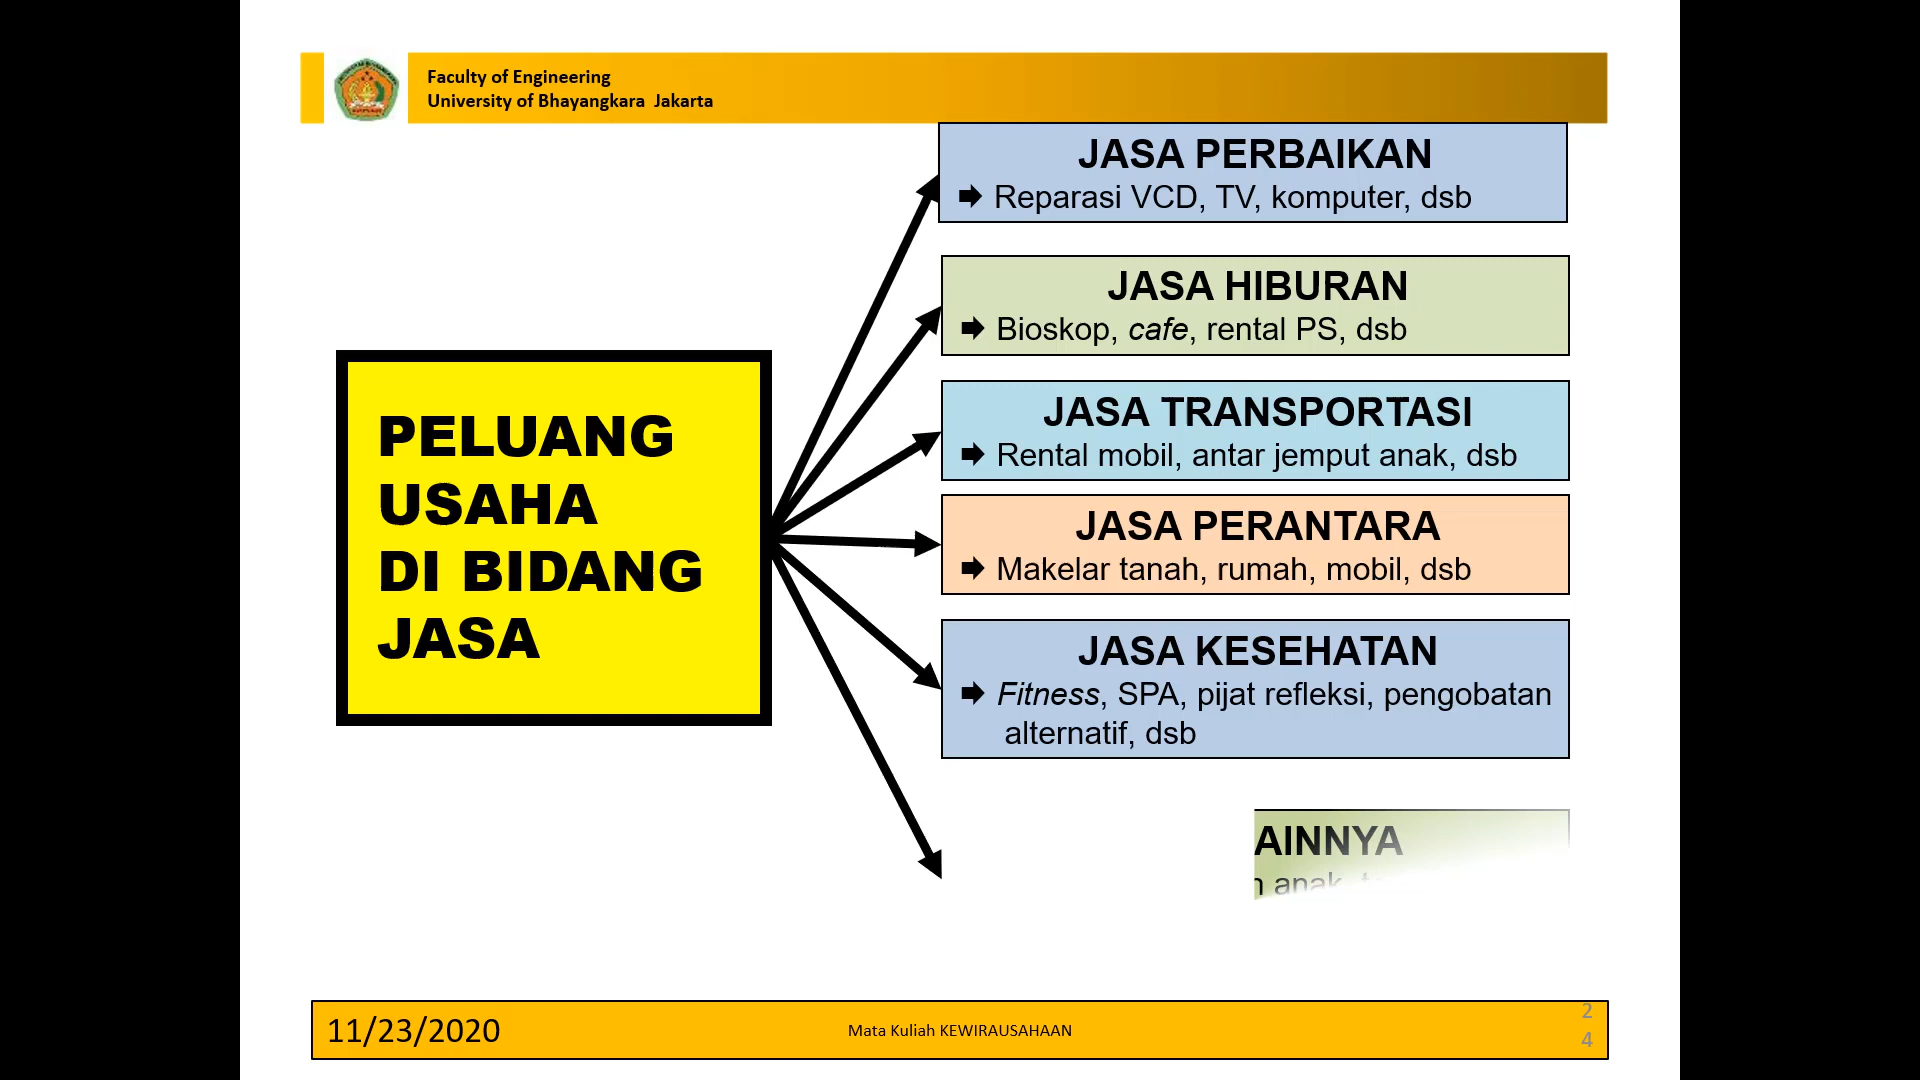 Faculty of Engineering
University of Bhayangkara Jakarta
PELUANG
USAHA
DI BIDANG
JASA
JASA PERBAIKAN
➨ Reparasi VCD, TV, komputer, dsb
JASA HIBURAN
➨ Bioskop, cafe, rental PS, dsb
JASA TRANSPORTASI
➨ Rental mobil, antar jemput anak, dsb
JASA PERANTARA
➨ Makelar tanah, rumah, mobil, dsb
JASA KESEHATAN
➨ Fitness, SPA, pijat refleksi, pengobatan
alternatif, dsb
AINNYA
anak,
11/23/2020
Mata Kuliah KEWIRAUSAHAAN
2
4